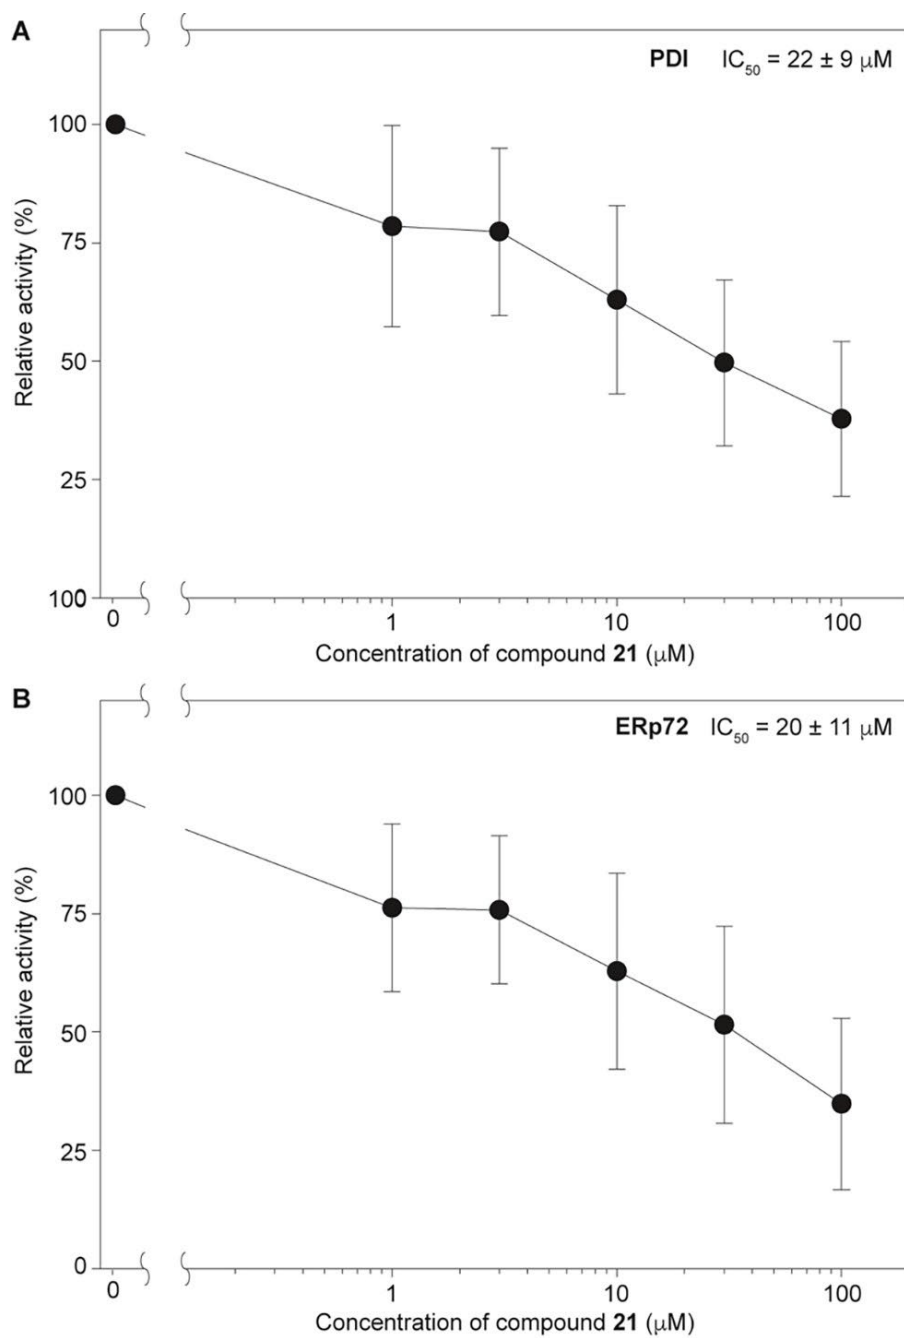 A
PDI IC50 = 22 ± 9 μM
100
75
50
25
100
0 1 10 100
Relative activity (%)
Concentration of compound 21 (μM)
B
ERp72 IC50 = 20 ± 11 μM
100
75
50
25
0
0 1 10 100
Relative activity (%)
Concentration of compound 21 (μM)